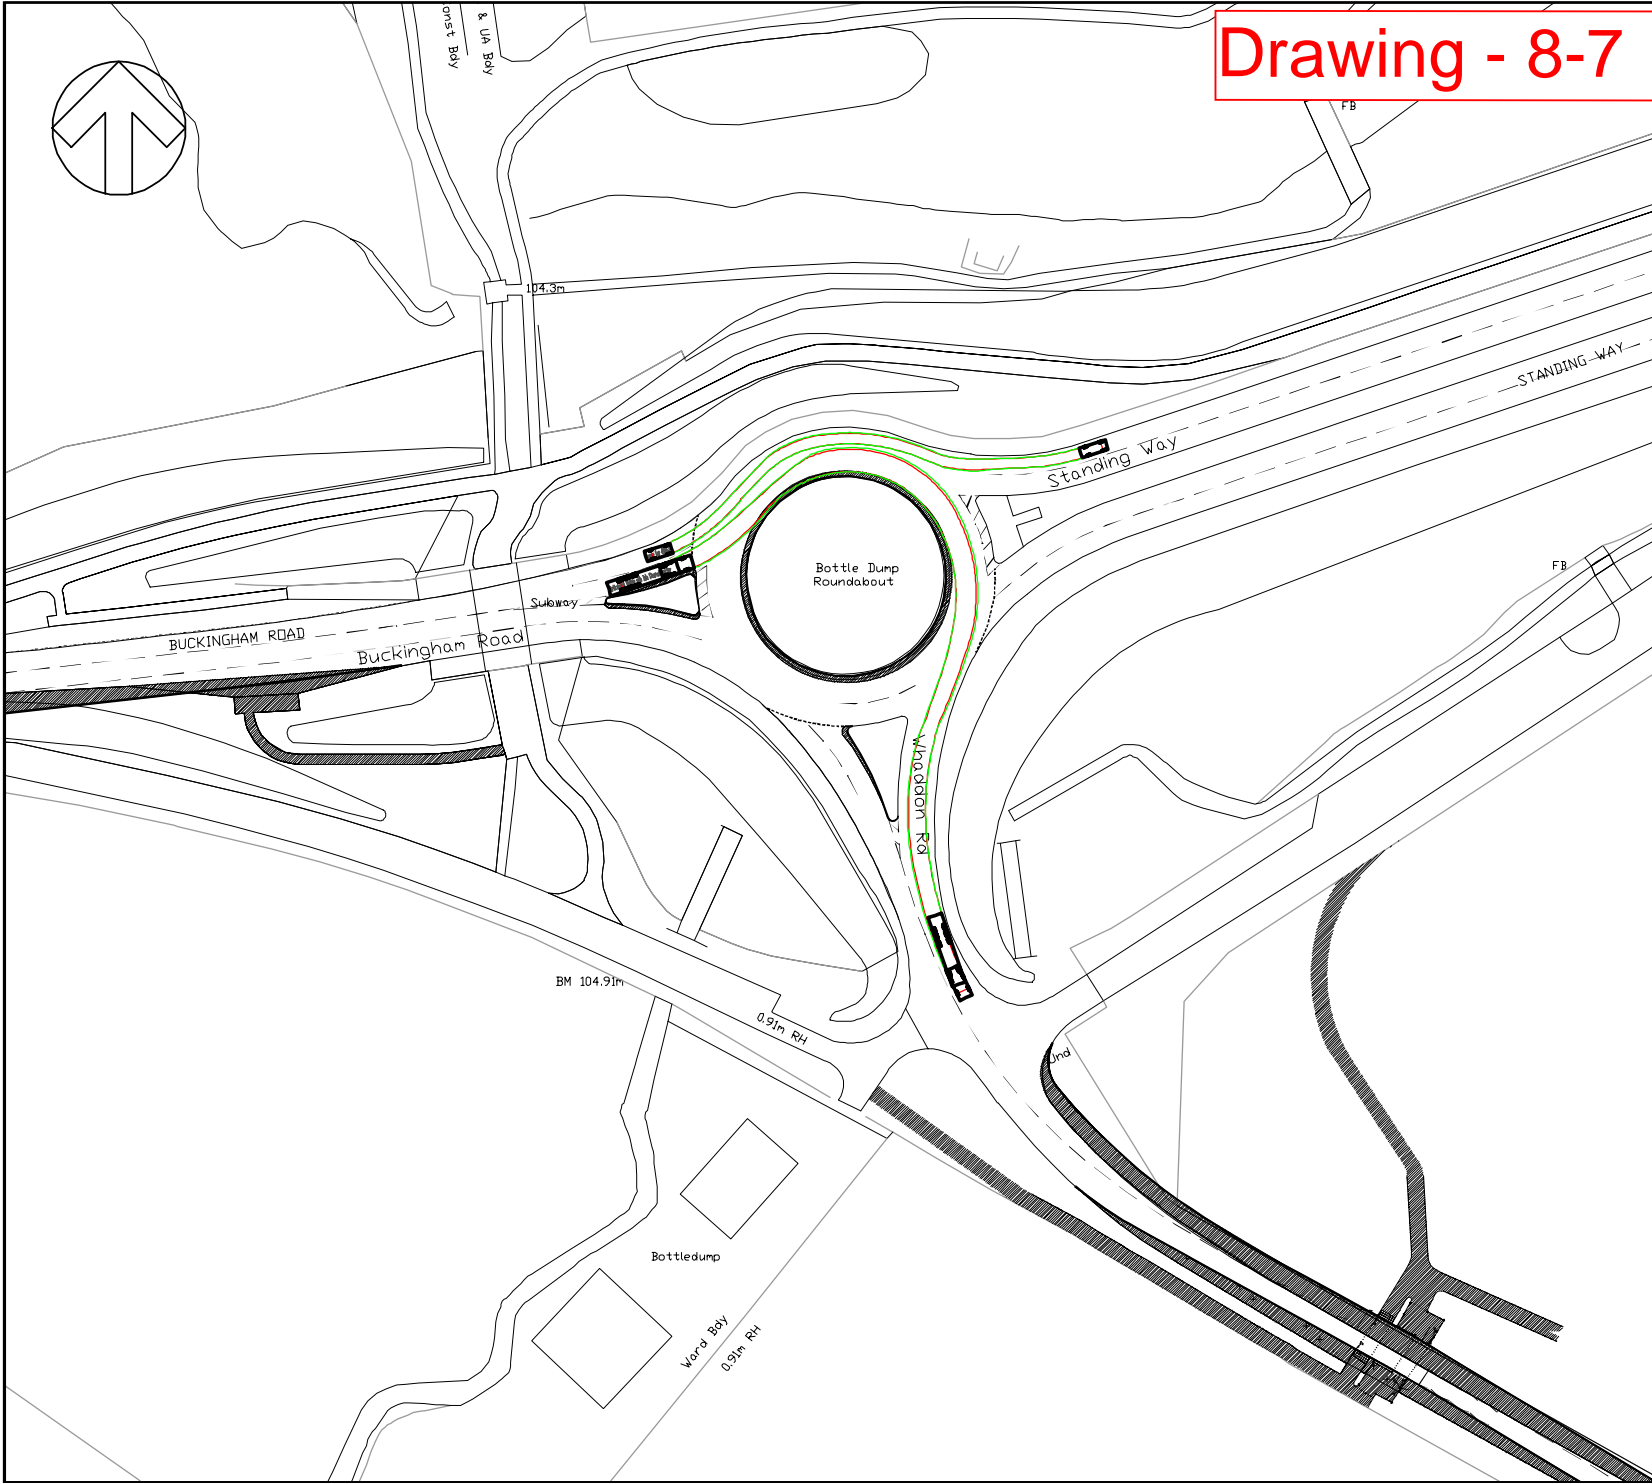 Drawing - 8-7
onst Bdy
& UA Bdy
FB
104.3m
STANDING WAY
Standing Way
Bottle Dump
Roundabout
FB
Subway
BUCKINGHAM ROAD
Buckingham Road
Whaddon Rd
BM 104.91m
0.91m RH
Und
Bottledump
Ward Bdy
0.91m RH